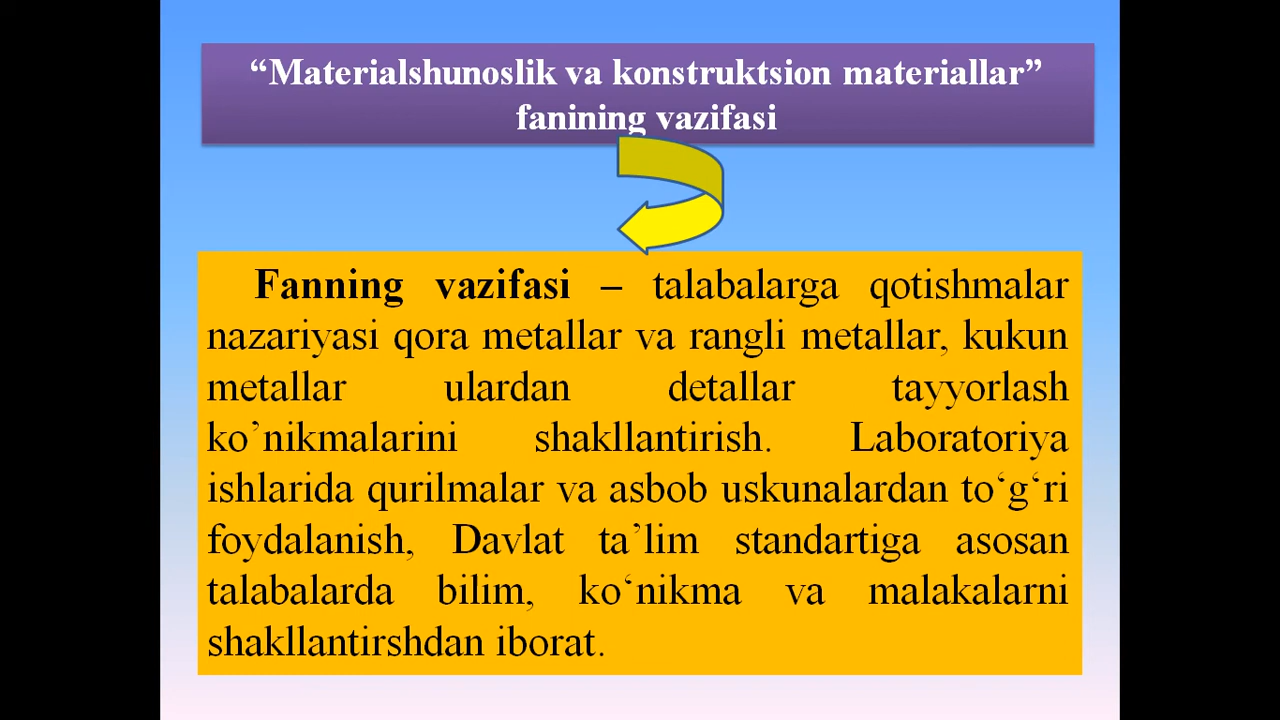 “Materialshunoslik va konstruktsion materiallar”
fanining vazifasi
Fanning vazifasi – talabalarga qotishmalar
nazariyasi qora metallar va rangli metallar, kukun
metallar ulardan detallar tayyorlash
ko’nikmalarini shakllantirish. Laboratoriya
ishlarida qurilmalar va asbob uskunalardan to‘g‘ri
foydalanish, Davlat ta’lim standartiga asosan
talabalarda bilim, ko‘nikma va malakalarni
shakllantirshdan iborat.